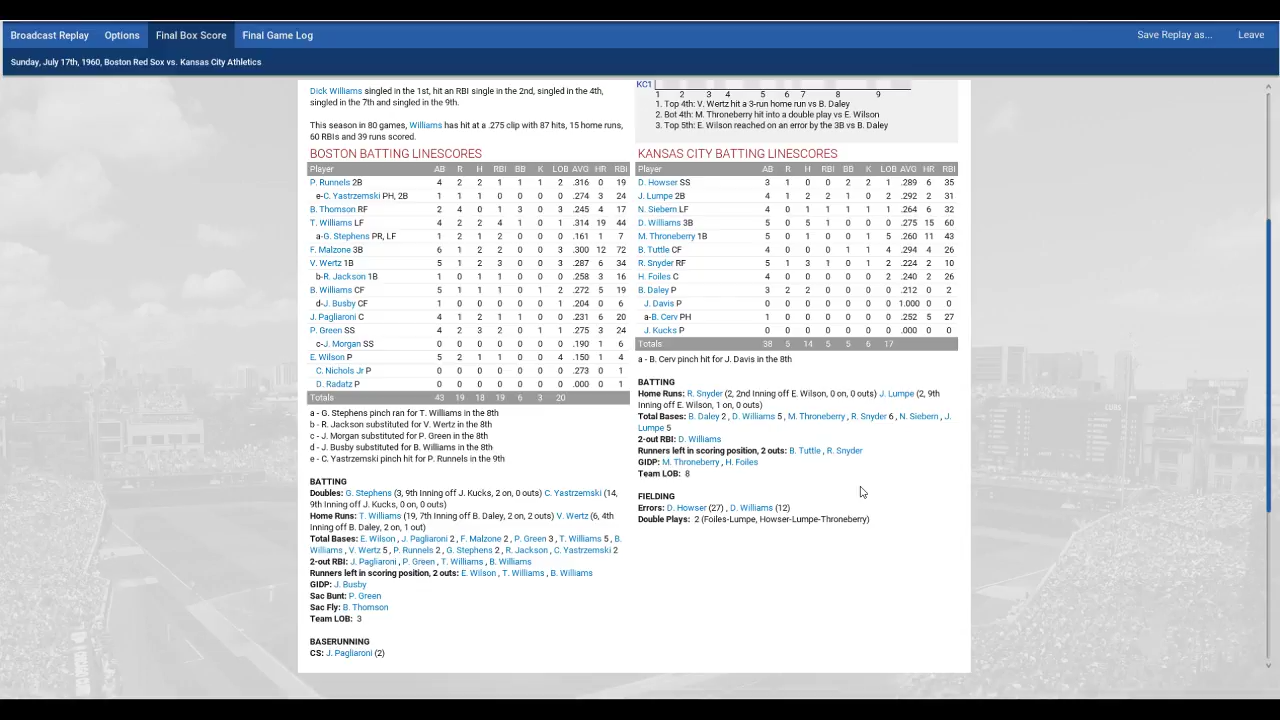 Broadcast Replay Options Final Box Score Final Game Log Save Replay as... Leave
Sunday, July 17th, 1960, Boston Red Sox vs. Kansas City Athletics
Dick Williams singled in the 1st, hit an RBI single in the 2nd, singled in the 4th,
singled in the 7th and singled in the 9th.
This season in 80 games, Williams has hit at a .275 clip with 87 hits, 15 home runs,
60 RBIs and 39 runs scored.
KC1
1 2 3 4 5 6 7 8 9
1. Top 4th: V. Wertz hit a 3-run home run vs B. Daley
2. Bot 4th: M. Throneberry hit into a double play vs E. Wilson
3. Top 5th: E. Wilson reached on an error by the 3B vs B. Daley
BOSTON BATTING LINESCORES
Player AB R H RBI BB K LOB AVG HR RBI
P. Runnels 2B 4 2 2 1 1 1 2 .316 0 19
e-C. Yastrzemski PH, 2B 1 1 1 0 0 0 0 .274 3 24
B. Thomson RF 2 4 0 1 3 0 3 .245 4 17
T. Williams LF 4 2 2 4 1 0 1 .314 19 44
a-G. Stephens PR, LF 1 2 1 2 0 0 0 .161 1 7
F. Malzone 3B 6 1 2 2 0 0 3 .300 12 72
V. Wertz 1B 5 1 2 3 0 0 3 .287 6 34
b-R. Jackson 1B 1 0 1 1 0 0 0 .258 3 16
B. Williams CF 5 1 1 1 0 1 2 .272 5 19
d-J. Busby CF 1 0 0 0 0 0 1 .204 0 6
J. Pagliaroni C 4 1 2 1 1 0 0 .231 6 20
P. Green SS 4 2 3 2 0 1 1 .275 3 24
c-J. Morgan SS 0 0 0 0 0 0 0 .190 1 6
E. Wilson P 5 2 1 1 0 0 4 .150 1 4
C. Nichols Jr P 0 0 0 0 0 0 0 .273 0 1
D. Radatz P 0 0 0 0 0 0 0 .000 0 1
Totals 43 19 18 19 6 3 20
a - G. Stephens pinch ran for T. Williams in the 8th
b - R. Jackson substituted for V. Wertz in the 8th
c - J. Morgan substituted for P. Green in the 8th
d - J. Busby substituted for B. Williams in the 8th
e - C. Yastrzemski pinch hit for P. Runnels in the 9th
BATTING
Doubles: G. Stephens (3, 9th Inning off J. Kucks, 2 on, 0 outs) C. Yastrzemski (14,
9th Inning off J. Kucks, 0 on, 0 outs)
Home Runs: T. Williams (19, 7th Inning off B. Daley, 2 on, 2 outs) V. Wertz (6, 4th
Inning off B. Daley, 2 on, 1 out)
Total Bases: E. Wilson , J. Pagliaroni 2 , F. Malzone 2 , P. Green 3 , T. Williams 5 , B.
Williams , V. Wertz 5 , P. Runnels 2 , G. Stephens 2 , R. Jackson , C. Yastrzemski 2
2-out RBI: J. Pagliaroni , P. Green , T. Williams , B. Williams
Runners left in scoring position, 2 outs: E. Wilson , T. Williams , B. Williams
GIDP: J. Busby
Sac Bunt: P. Green
Sac Fly: B. Thomson
Team LOB: 3
BASERUNNING
CS: J. Pagliaroni (2)
KANSAS CITY BATTING LINESCORES
Player AB R H RBI BB K LOB AVG HR RBI
D. Howser SS 3 1 0 0 2 2 1 .289 6 35
J. Lumpe 2B 4 1 2 2 1 0 2 .292 2 31
N. Siebern LF 4 0 1 1 1 1 1 .264 6 32
D. Williams 3B 5 0 5 1 0 0 0 .275 15 60
M. Throneberry 1B 5 0 1 0 0 1 5 .260 11 43
B. Tuttle CF 4 0 0 0 1 1 4 .294 4 26
R. Snyder RF 5 1 3 1 0 1 2 .224 2 10
H. Foiles C 4 0 0 0 0 0 2 .240 2 26
B. Daley P 3 2 2 0 0 0 0 .212 0 2
J. Davis P 0 0 0 0 0 0 0 1.000 0 0
a-B. Cerv PH 1 0 0 0 0 0 0 .252 5 27
J. Kucks P 0 0 0 0 0 0 0 .000 0 0
Totals 38 5 14 5 5 6 17
a - B. Cerv pinch hit for J. Davis in the 8th
BATTING
Home Runs: R. Snyder (2, 2nd Inning off E. Wilson, 0 on, 0 outs) J. Lumpe (2, 9th
Inning off E. Wilson, 1 on, 0 outs)
Total Bases: B. Daley 2 , D. Williams 5 , M. Throneberry , R. Snyder 6 , N. Siebern , J.
Lumpe 5
2-out RBI: D. Williams
Runners left in scoring position, 2 outs: B. Tuttle , R. Snyder
GIDP: M. Throneberry , H. Foiles
Team LOB: 8
FIELDING
Errors: D. Howser (27) , D. Williams (12)
Double Plays: 2 (Foiles-Lumpe, Howser-Lumpe-Throneberry)